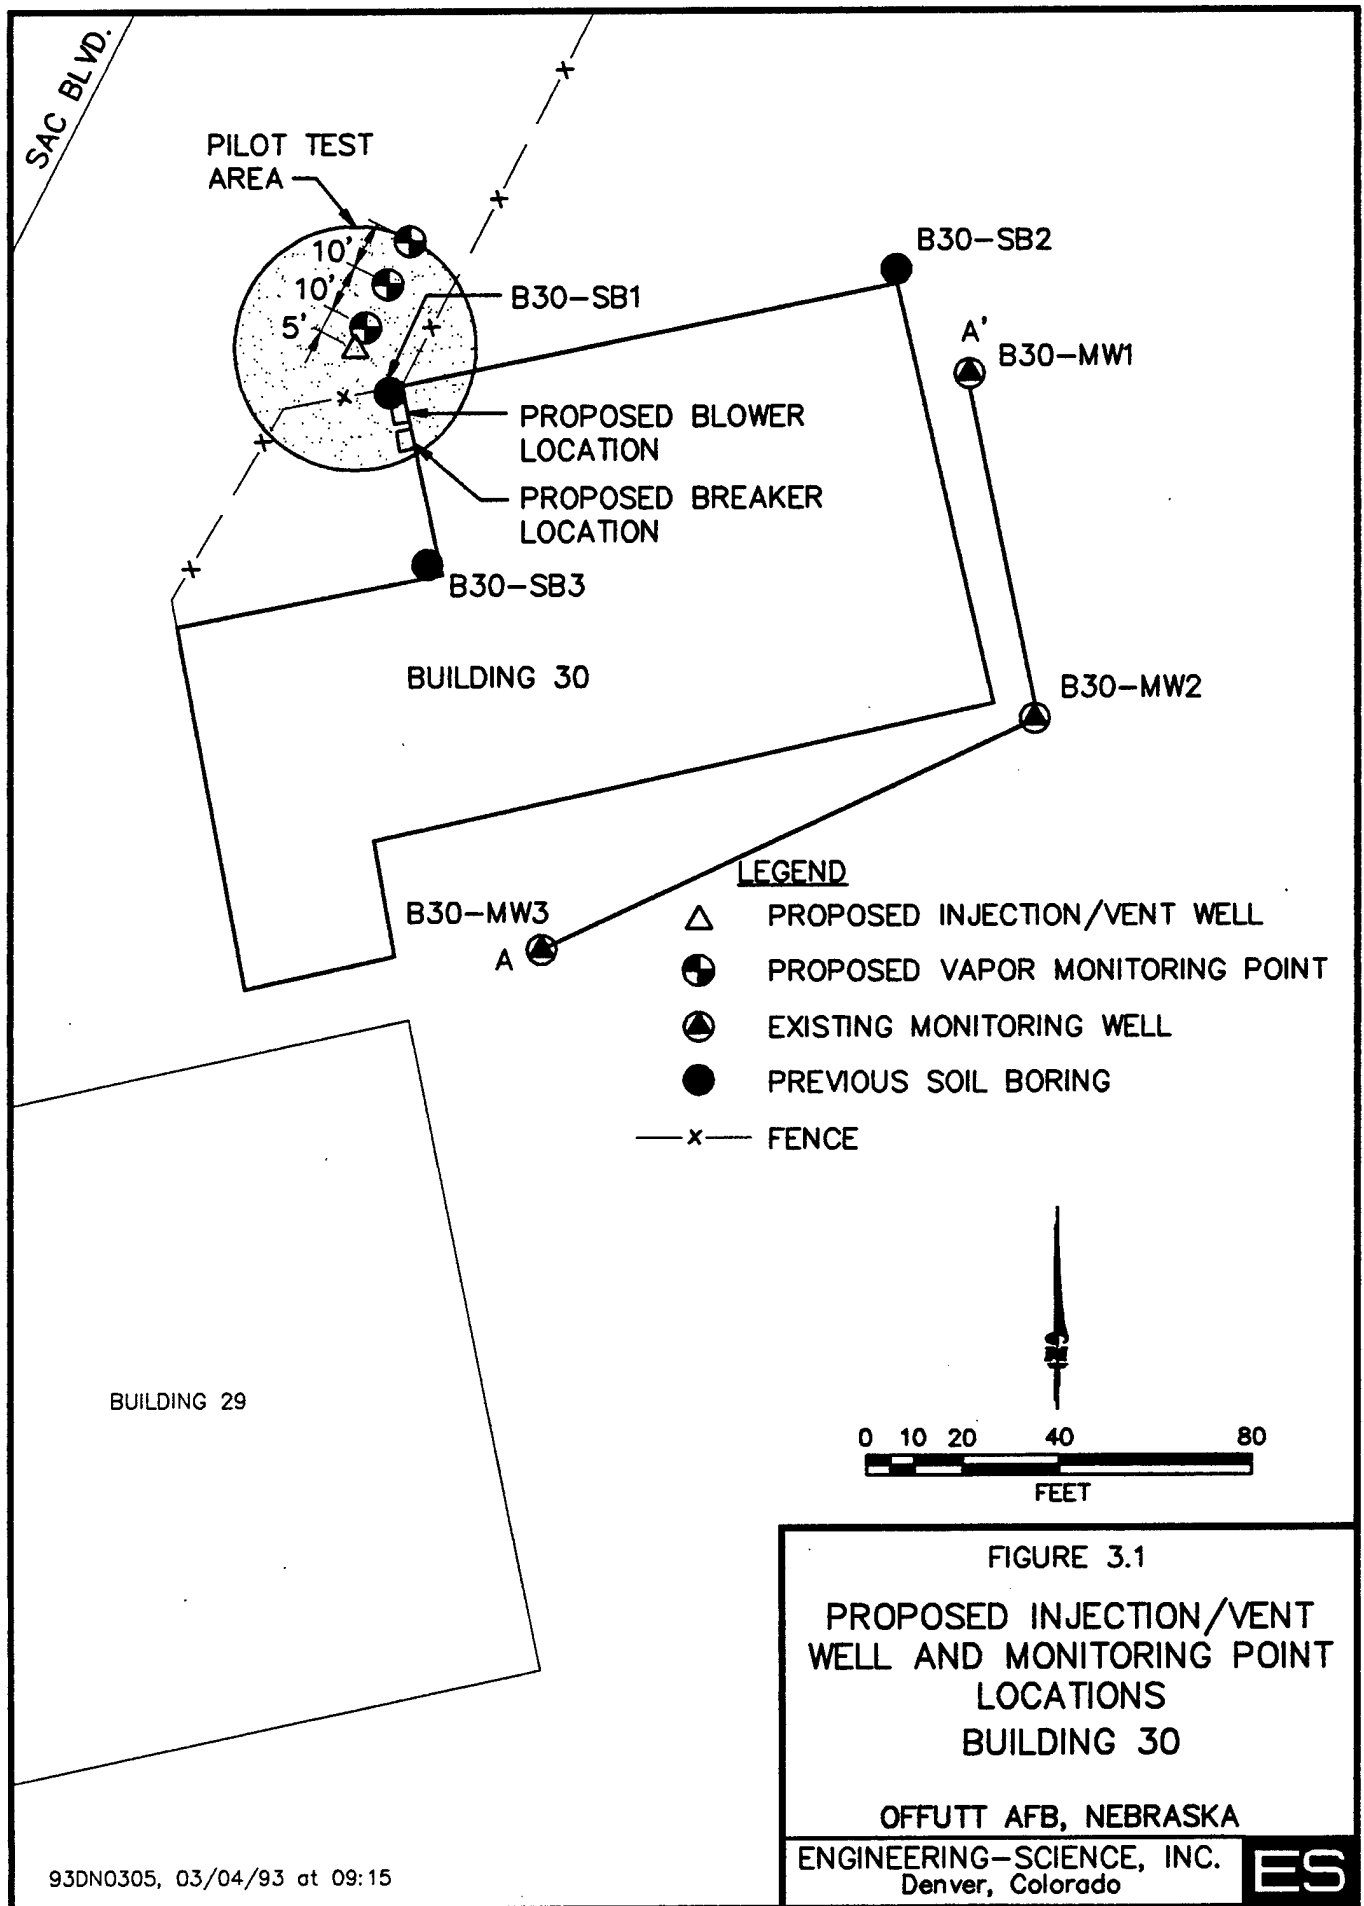 SAC BLVD.
PILOT TEST
AREA
10'
10'
5'
B30-SB1
B30-SB2
A'
B30-MW1
PROPOSED BLOWER
LOCATION
PROPOSED BREAKER
LOCATION
B30-SB3
BUILDING 30
B30-MW2
B30-MW3
A
LEGEND
PROPOSED INJECTION/VENT WELL
PROPOSED VAPOR MONITORING POINT
EXISTING MONITORING WELL
PREVIOUS SOIL BORING
x FENCE
BUILDING 29
0 10 20 40 80
FEET
FIGURE 3.1
PROPOSED INJECTION/VENT
WELL AND MONITORING POINT
LOCATIONS
BUILDING 30
OFFUTT AFB, NEBRASKA
ENGINEERING-SCIENCE, INC.
Denver, Colorado
ES
93DN0305, 03/04/93 at 09:15